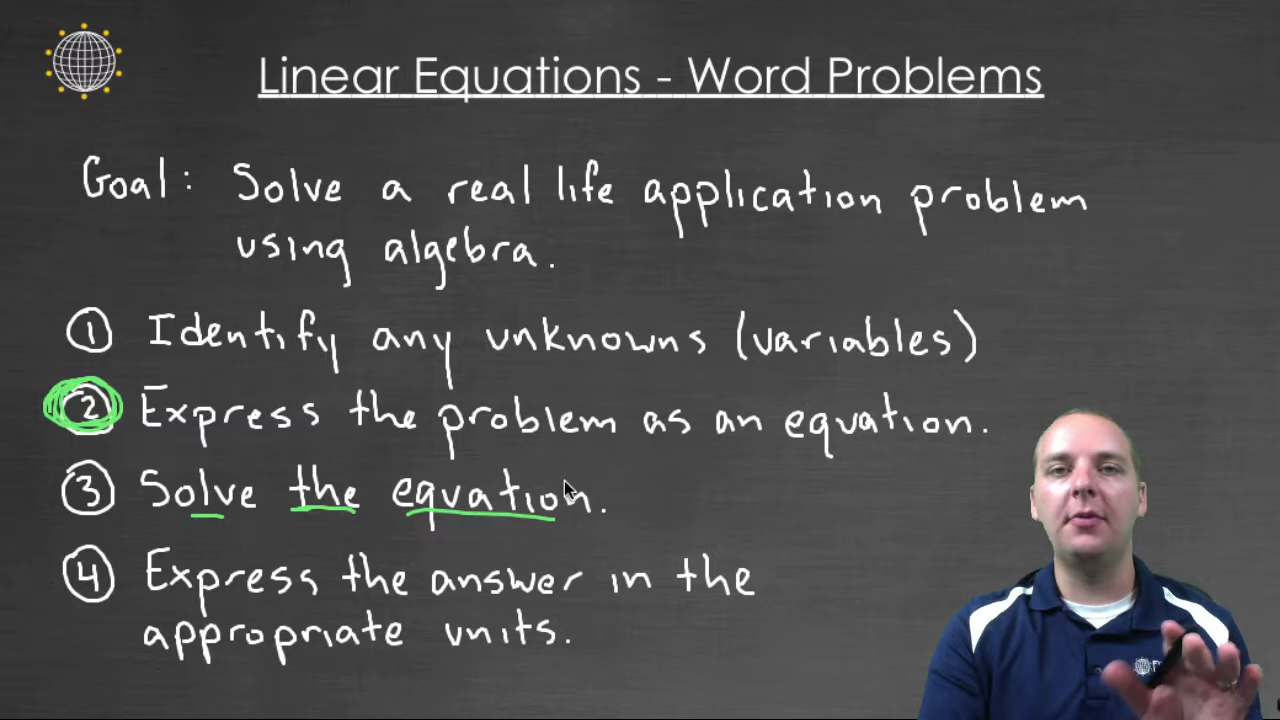 Linear Equations - Word Problems
Goal: Solve a real life application problem
using algebra.
1 Identify any unknowns (variables)
2 Express the problem as an equation.
3 Solve the equation.
4 Express the answer in the
appropriate units.